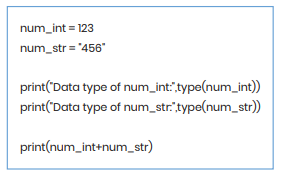 num_int = 123
num_str = "456"
print("Data type of num_int:",type(num_int))
print("Data type of num_str:",type(num_str))
print(num_int+num_str)